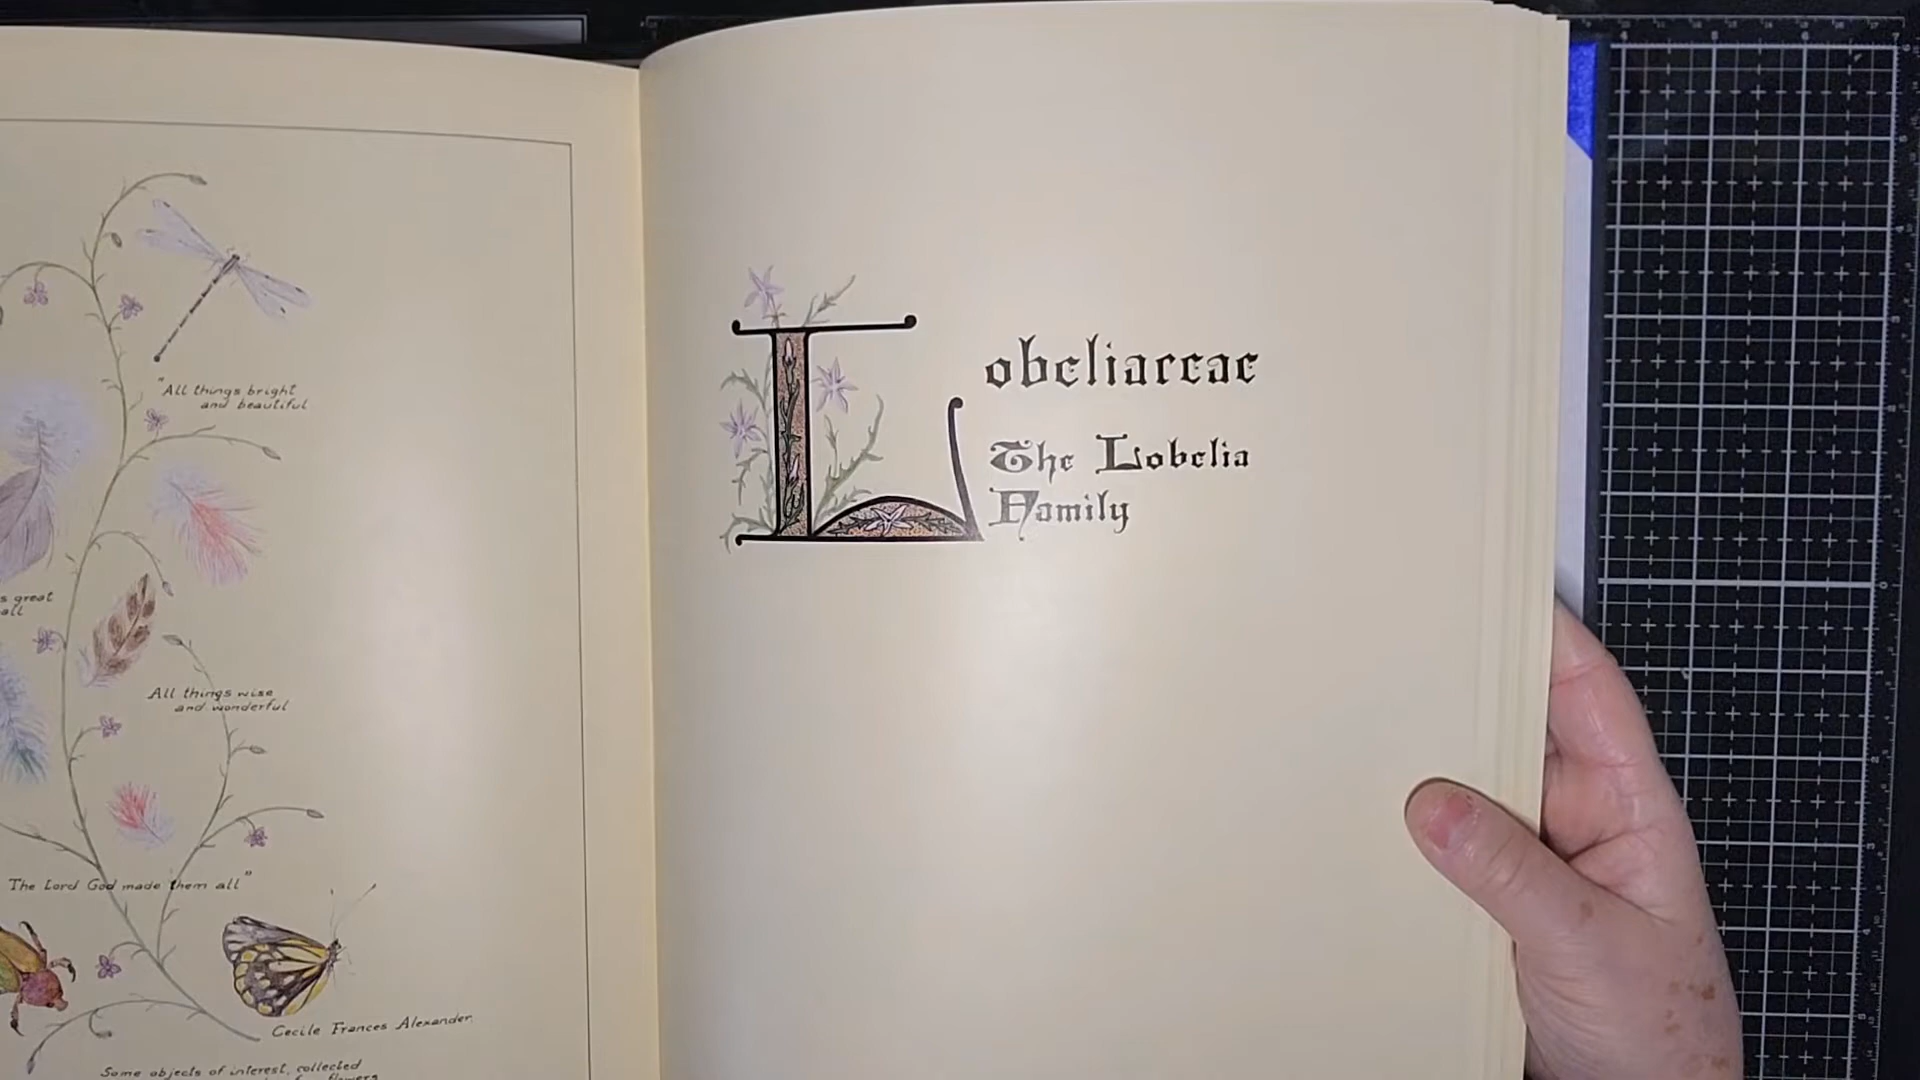 "All things bright
and beautiful
s great
all
All things wise
and wonderful
The Lord God made them all"
Cecile Frances Alexander.
Some objects of interest, collected
flowers
Lobeliaceae
The Lobelia
Family